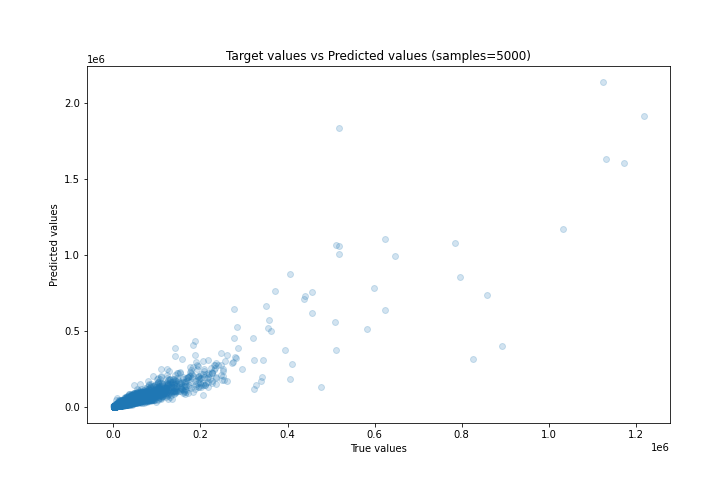 Target values vs Predicted values (samples=5000)
1e6
2.0
1.5
1.0
0.5
0.0
Predicted values
0.0 0.2 0.4 0.6 0.8 1.0 1.2
True values
1e6